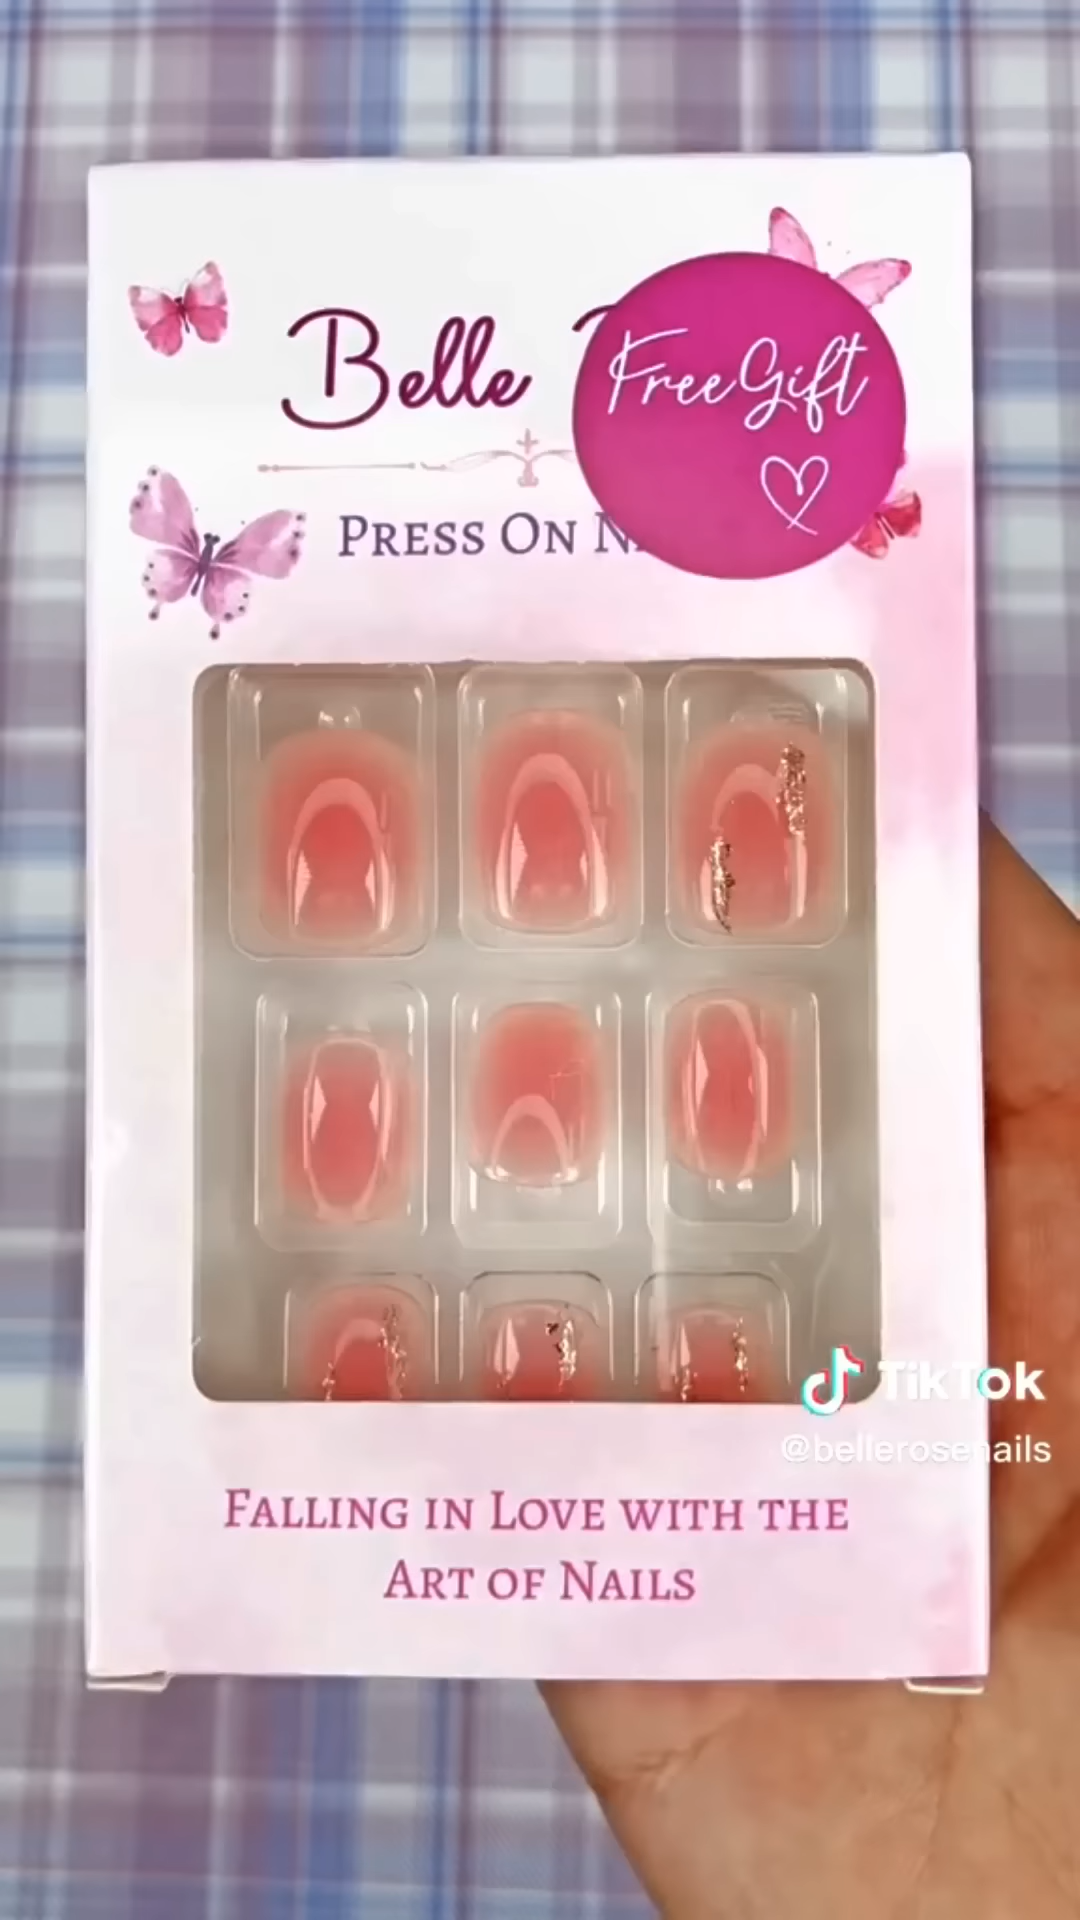 Belle
Free Gift
PRESS ON N
FALLING IN LOVE WITH THE
ART OF NAILS
TikTok
@bellerosenails